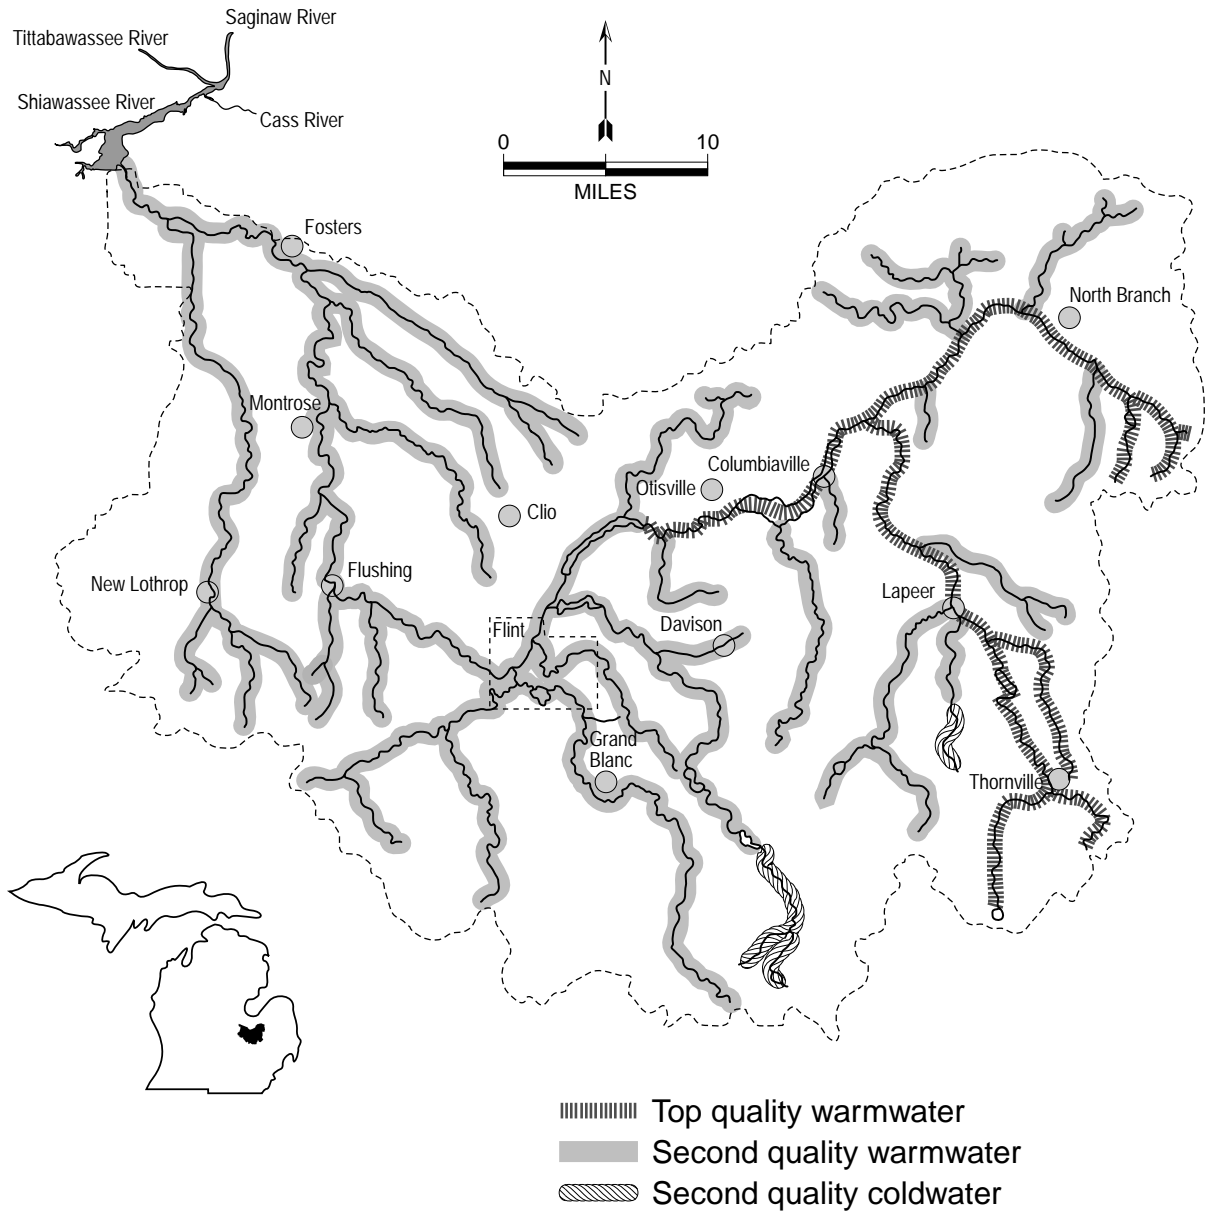 Saginaw River
Tittabawassee River
Shiawassee River
Cass River
N
0 10
MILES
Fosters
North Branch
Montrose
Columbiaville
Otisville
Clio
New Lothrop
Flushing
Lapeer
Flint
Davison
Grand
Blanc
Thornville
Top quality warmwater
Second quality warmwater
Second quality coldwater